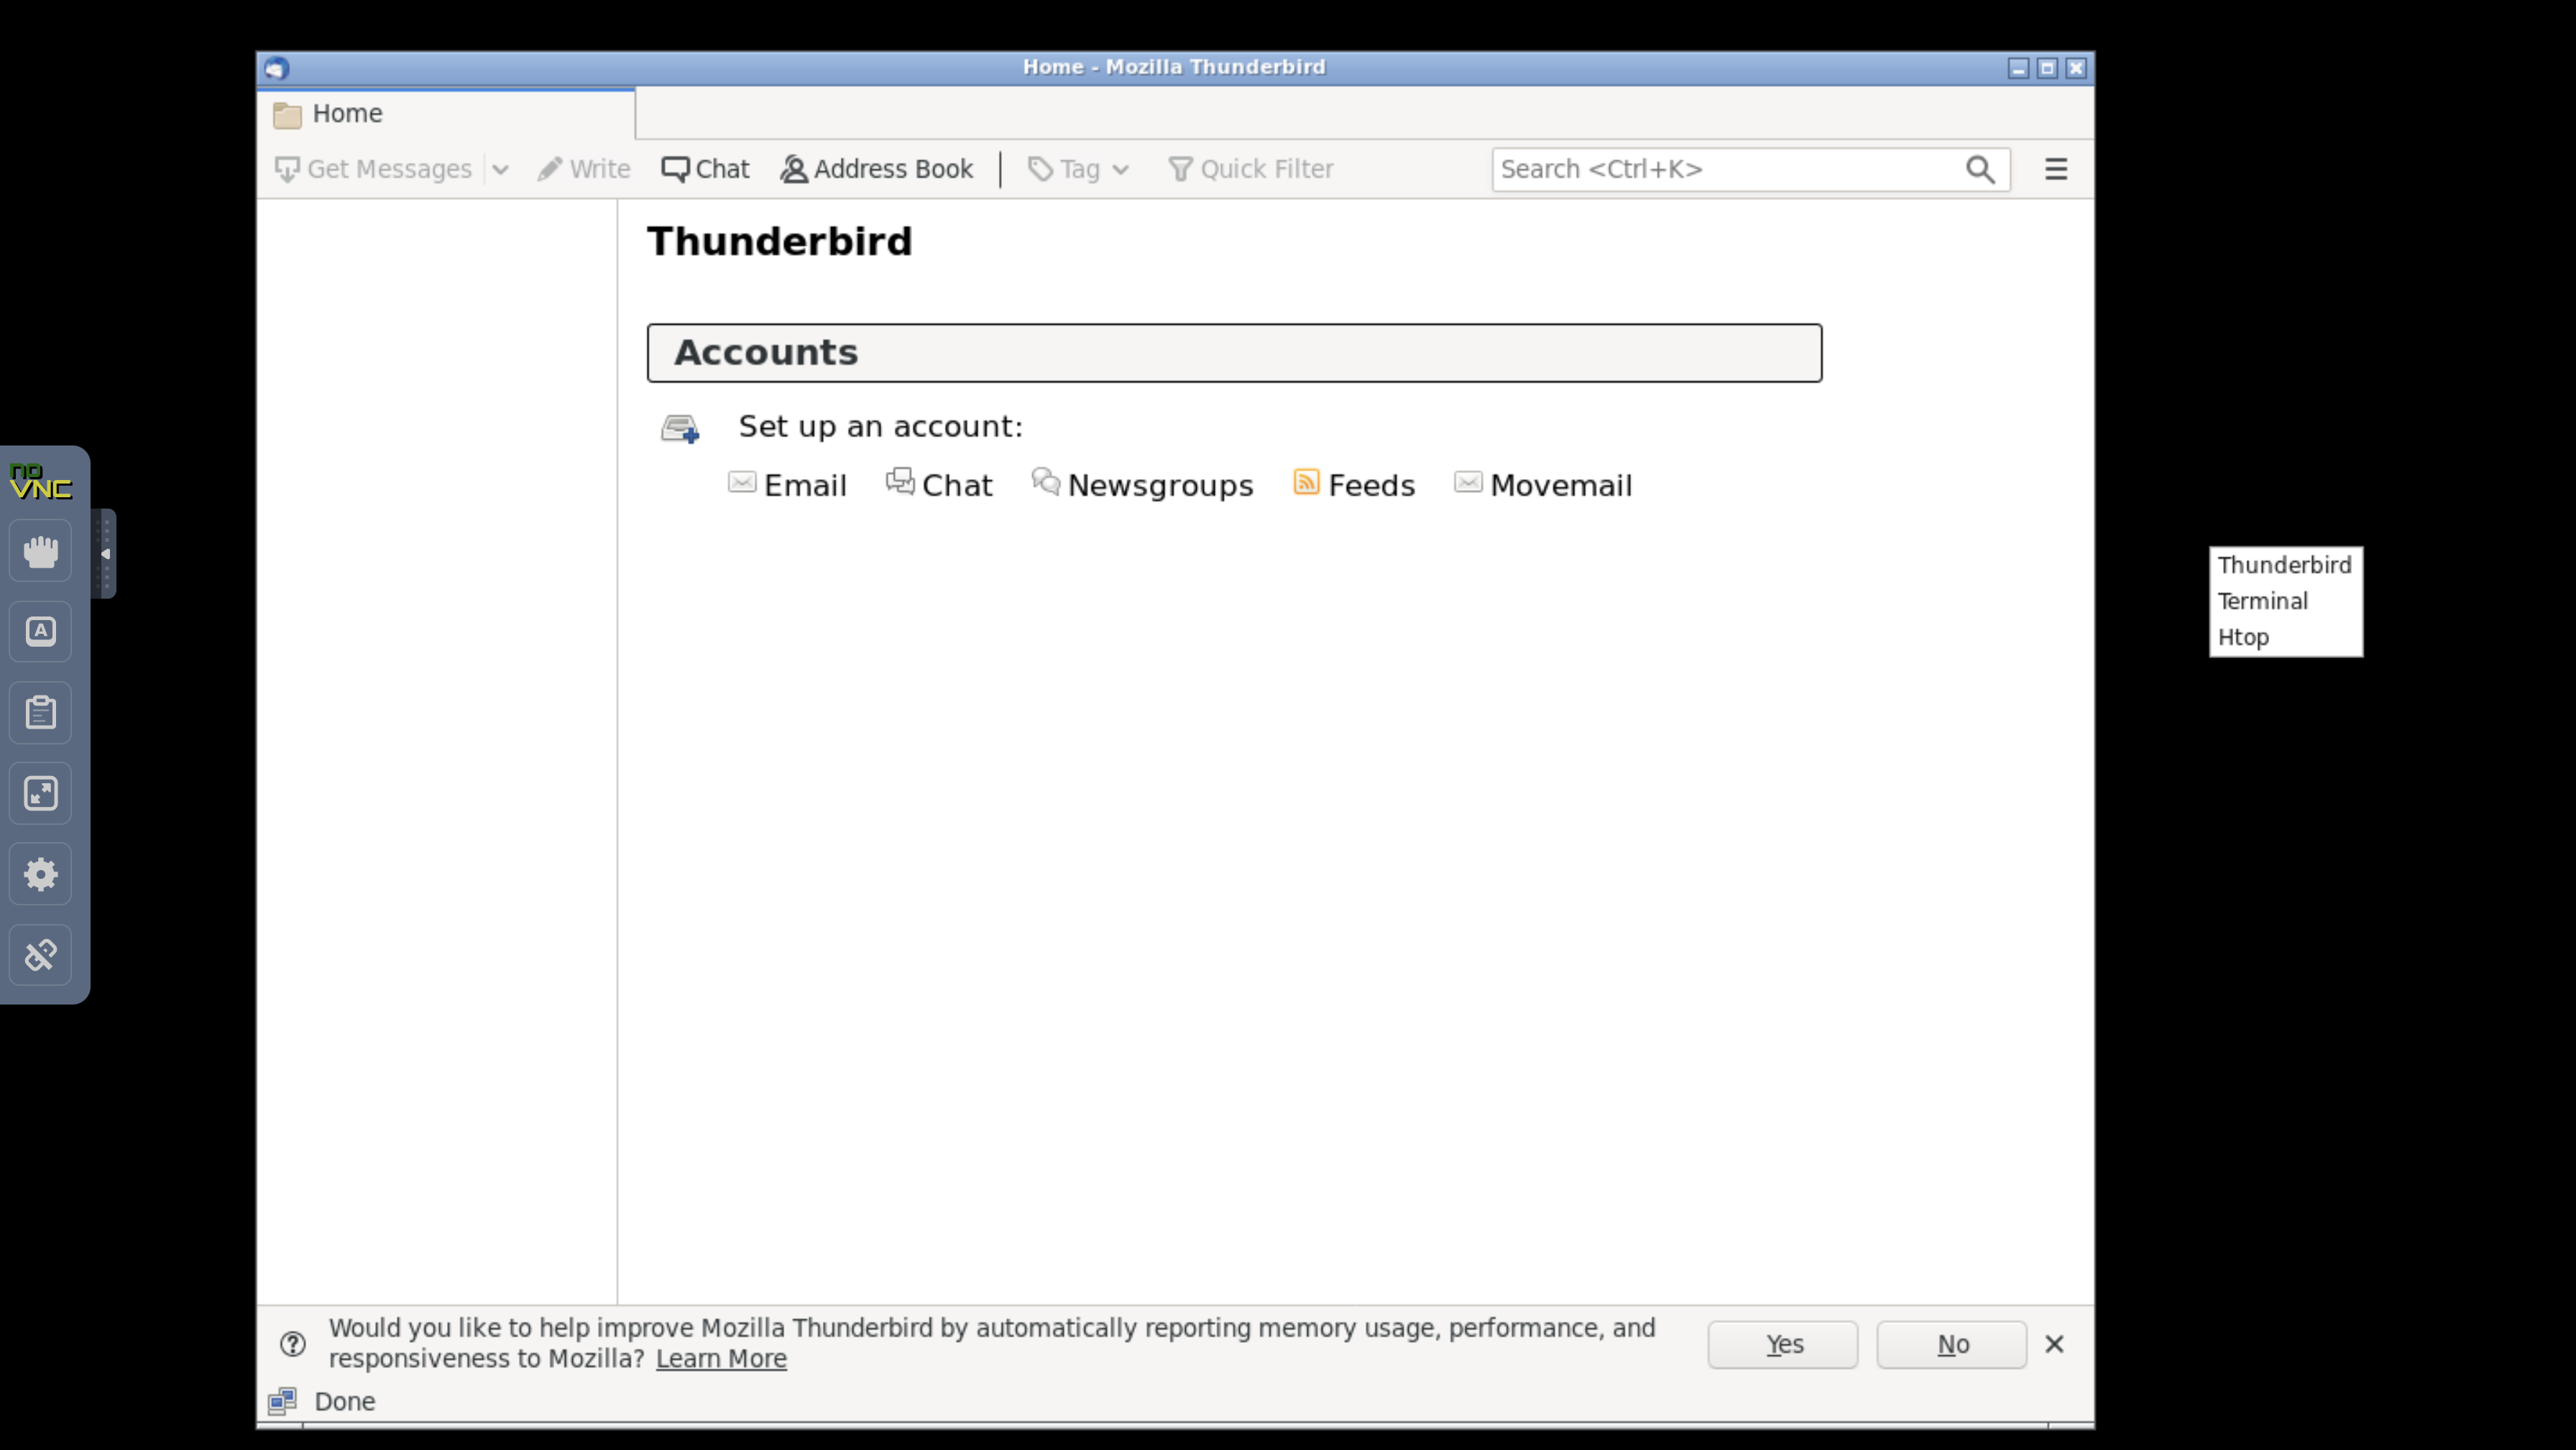 Home - Mozilla Thunderbird
Home
Get Messages Write Chat Address Book Tag Quick Filter Search <Ctrl+K>
Thunderbird
Accounts
Set up an account:
Email Chat Newsgroups Feeds Movemail
no
VNC
A
Thunderbird
Terminal
Htop
Would you like to help improve Mozilla Thunderbird by automatically reporting memory usage, performance, and
responsiveness to Mozilla? Learn More
Yes No
Done